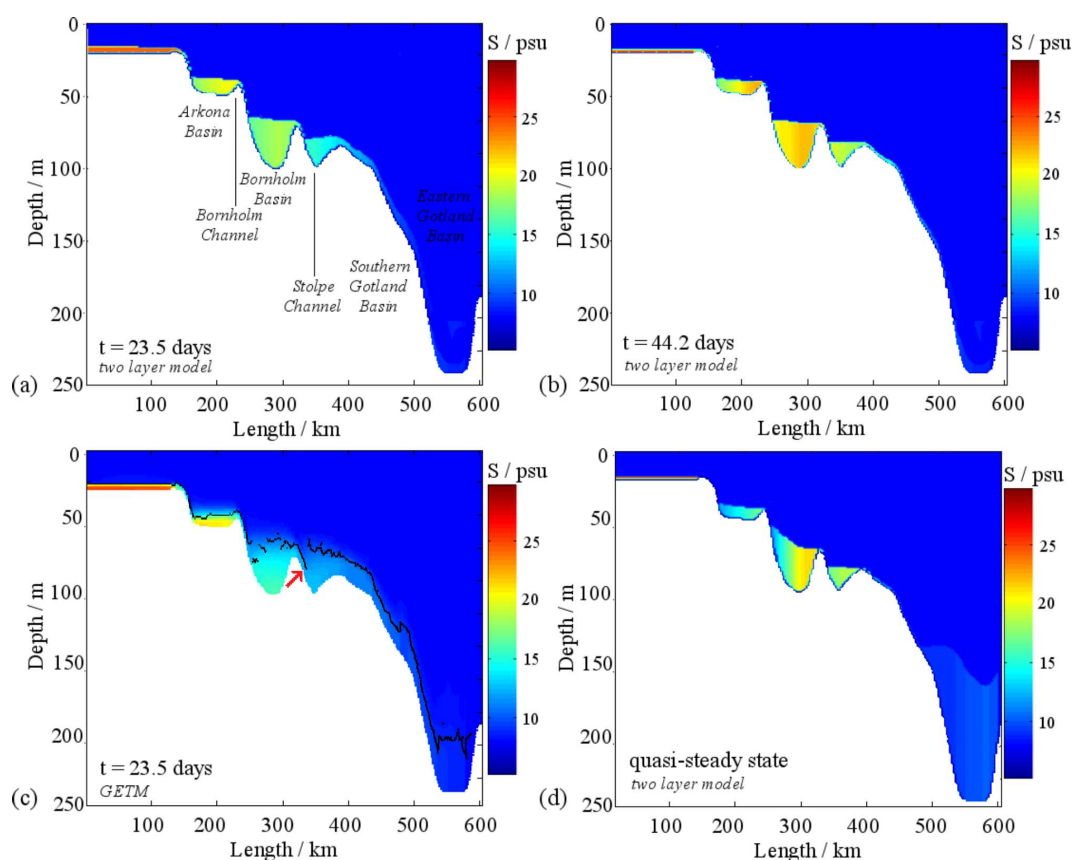 0
50
100
150
200
250
Depth / m
Arkona
Basin
Bornholm
Basin
Bornholm
Channel
Stolpe
Channel
Southern
Gotland
Basin
Eastern
Gotland
Basin
t = 23.5 days
two layer model
(a)
100 200 300 400 500 600
Length / km
S / psu
25
20
15
10
0
50
100
150
200
250
Depth / m
t = 44.2 days
two layer model
(b)
100 200 300 400 500 600
Length / km
S / psu
25
20
15
10
0
50
100
150
200
250
Depth / m
t = 23.5 days
GETM
(c)
100 200 300 400 500 600
Length / km
S / psu
25
20
15
10
0
50
100
150
200
250
Depth / m
quasi-steady state
two layer model
(d)
100 200 300 400 500 600
Length / km
S / psu
25
20
15
10